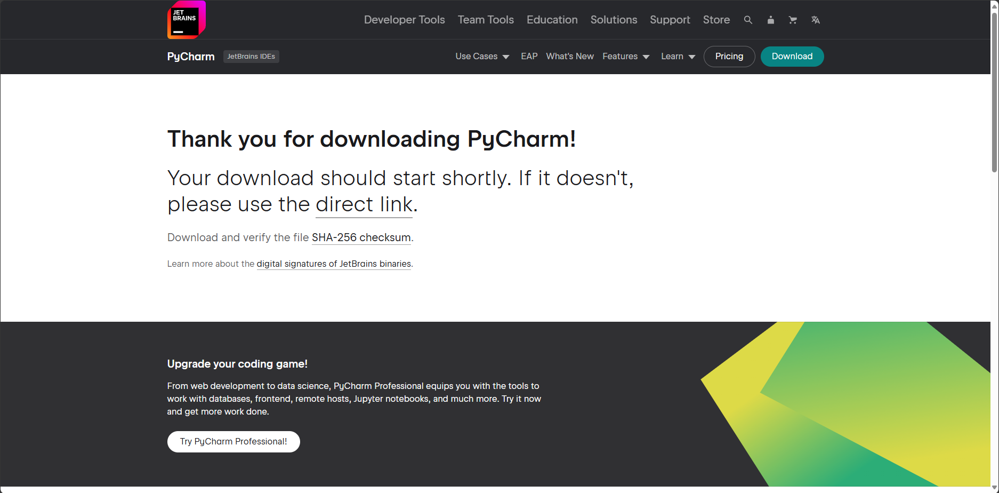 JET
BRAINS
Developer Tools Team Tools Education Solutions Support Store
PyCharm JetBrains IDEs Use Cases EAP What's New Features Learn Pricing Download
Thank you for downloading PyCharm!
Your download should start shortly. If it doesn't,
please use the direct link.
Download and verify the file SHA-256 checksum.
Learn more about the digital signatures of JetBrains binaries.
Upgrade your coding game!
From web development to data science, PyCharm Professional equips you with the tools to
work with databases, frontend, remote hosts, Jupyter notebooks, and much more. Try it now
and get more work done.
Try PyCharm Professional!